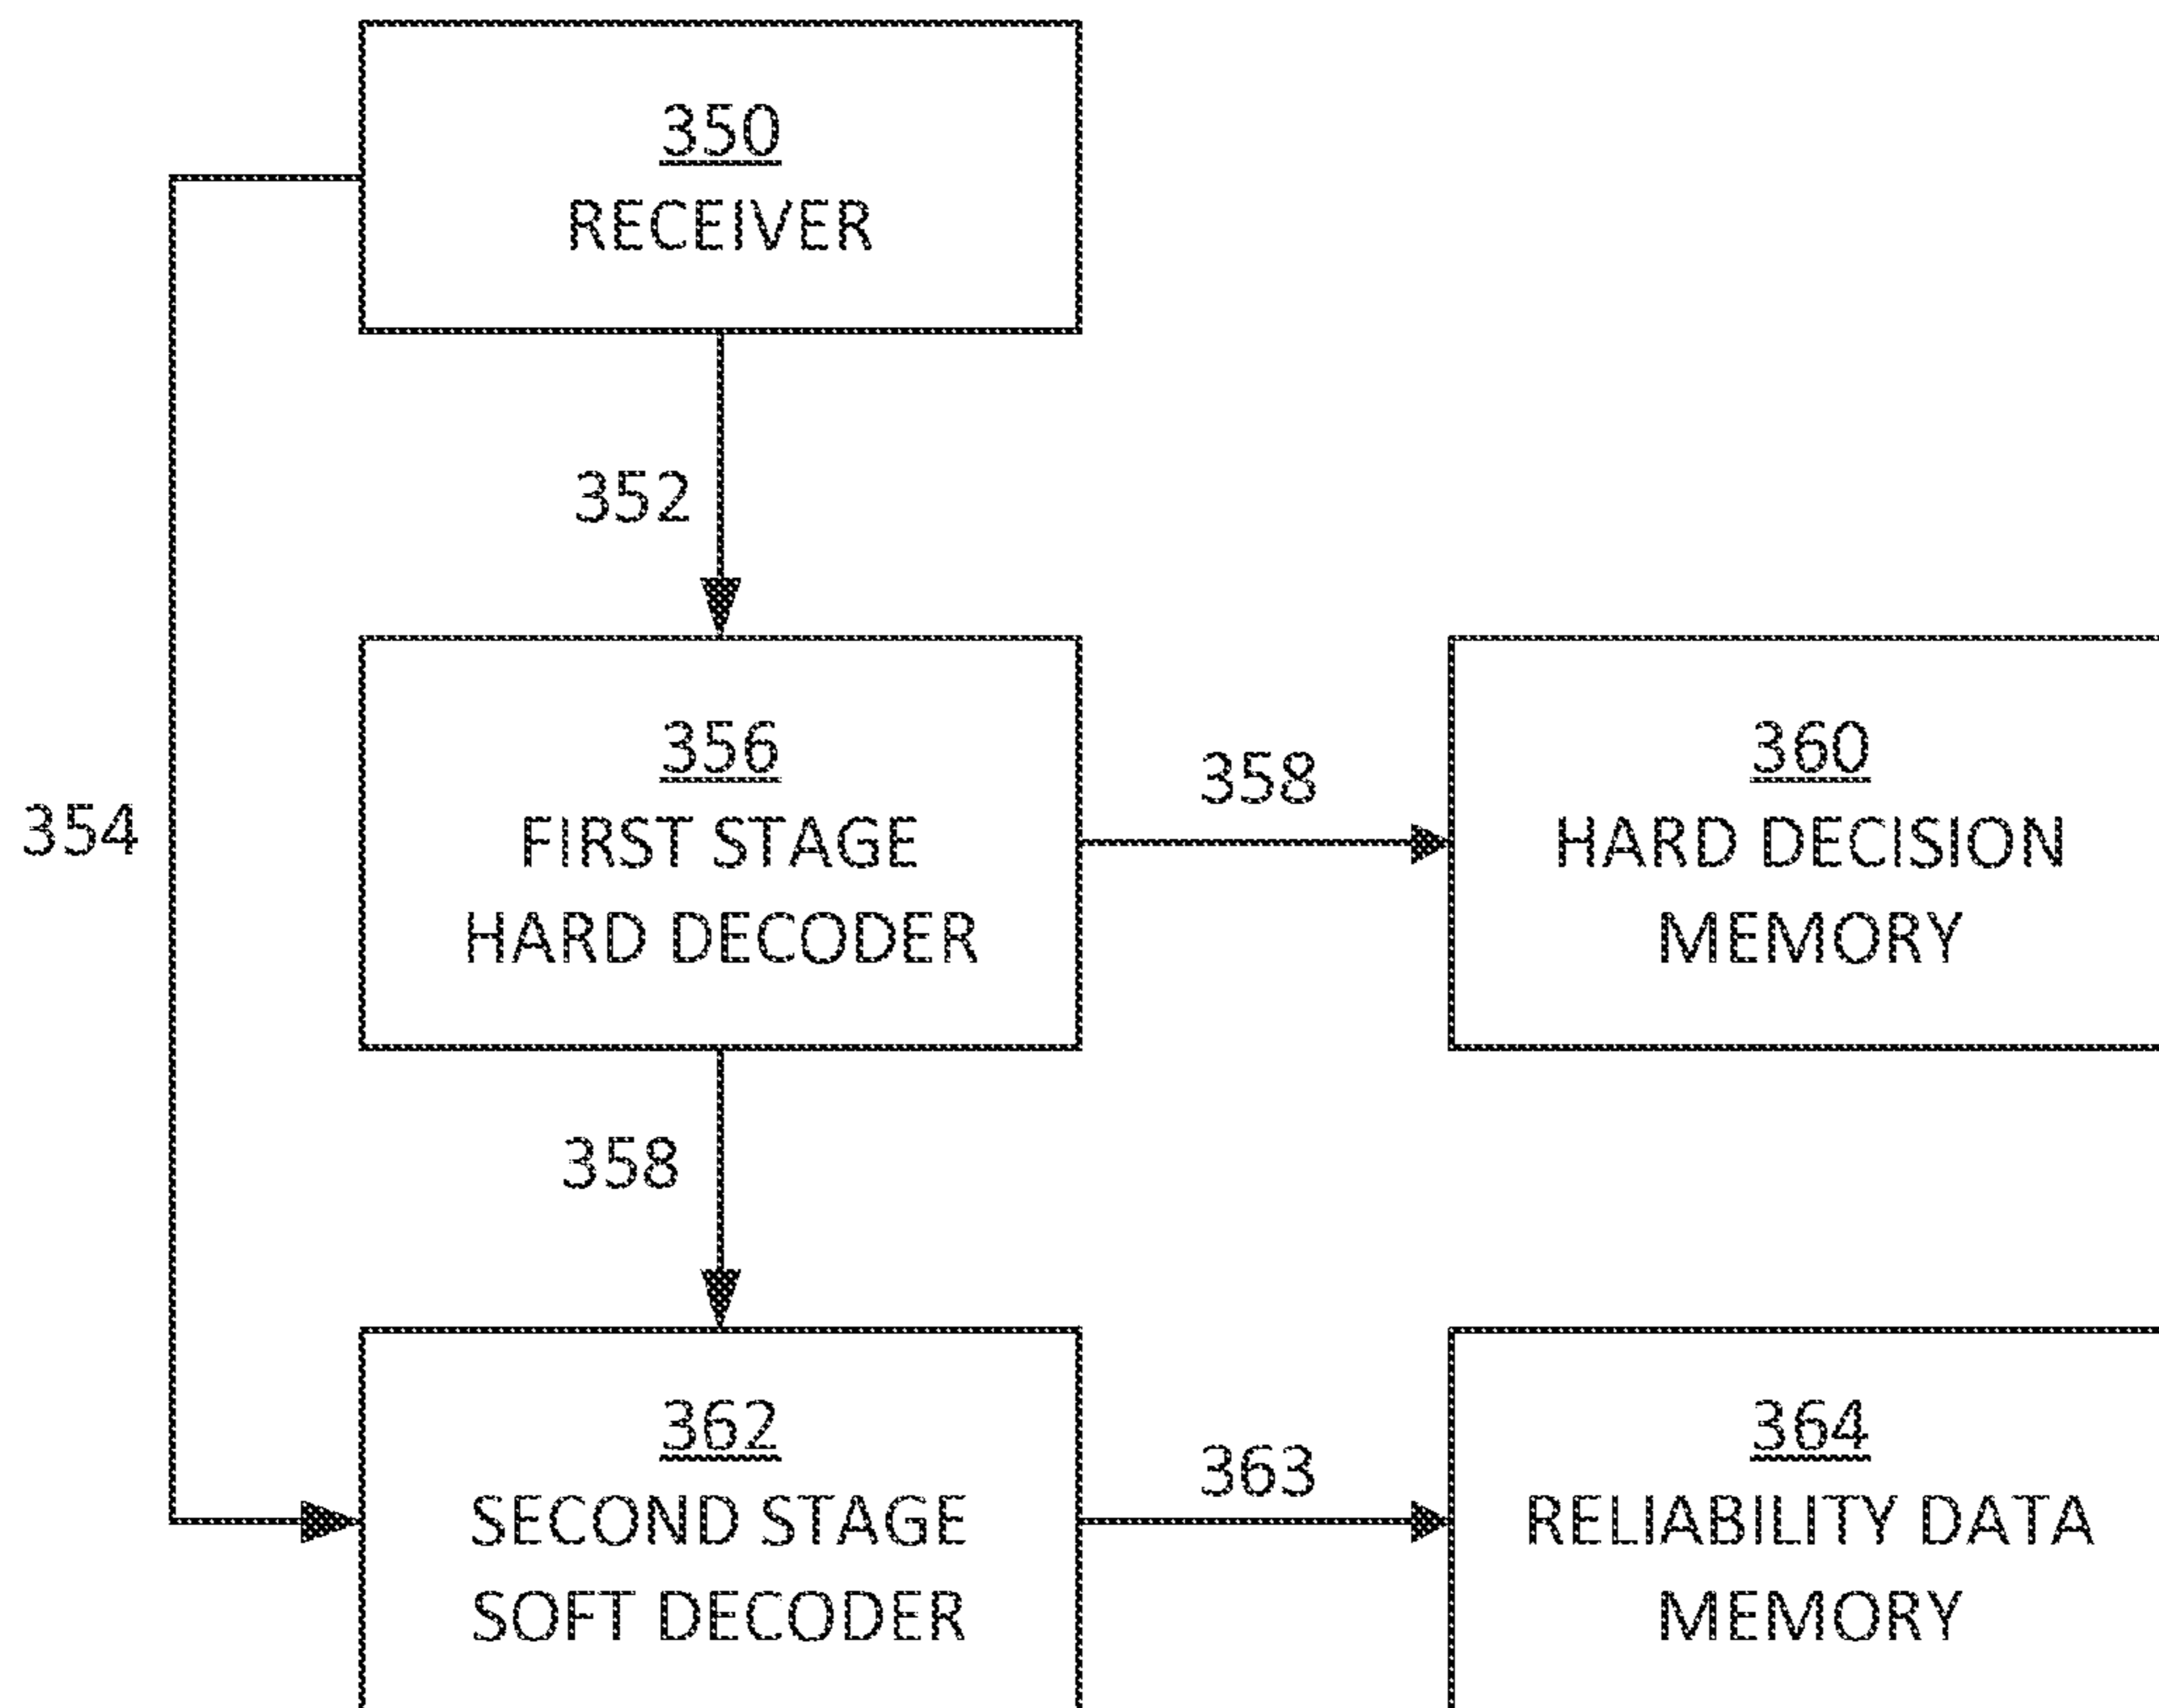 350
RECEIVER
352
354
356
FIRST STAGE
HARD DECODER
358
360
HARD DECISION
MEMORY
358
362
SECOND STAGE
SOFT DECODER
363
364
RELIABILITY DATA
MEMORY